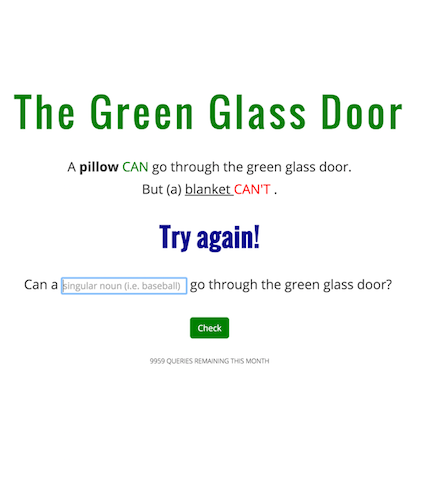 The Green Glass Door
A pillow CAN go through the green glass door.
But (a) blanket CAN'T .
Try again!
Can a singular noun (i.e. baseball) go through the green glass door?
Check
9959 QUERIES REMAINING THIS MONTH